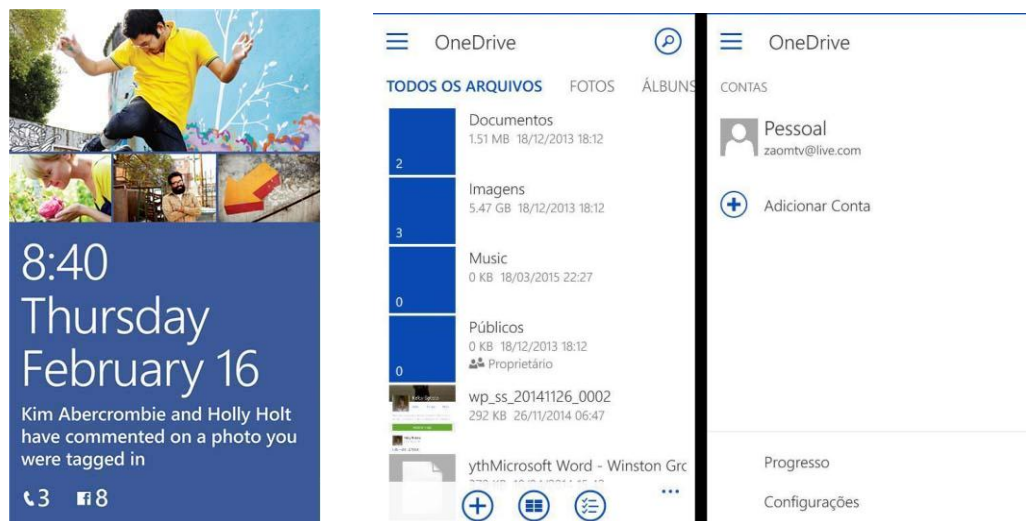 8:40
Thursday
February 16
Kim Abercrombie and Holly Holt
have commented on a photo you
were tagged in
3 8
OneDrive
TODOS OS ARQUIVOS FOTOS ÁLBUNS
Documentos
1.51 MB 18/12/2013 18:12
2
Imagens
5.47 GB 18/12/2013 18:12
3
Music
0 KB 18/03/2015 22:27
0
Públicos
0 KB 18/12/2013 18:12
Proprietário
0
wp_ss_20141126_0002
292 KB 26/11/2014 06:47
ythMicrosoft Word - Winston Grc
OneDrive
CONTAS
Pessoal
zaomtv@live.com
Adicionar Conta
Progresso
Configurações